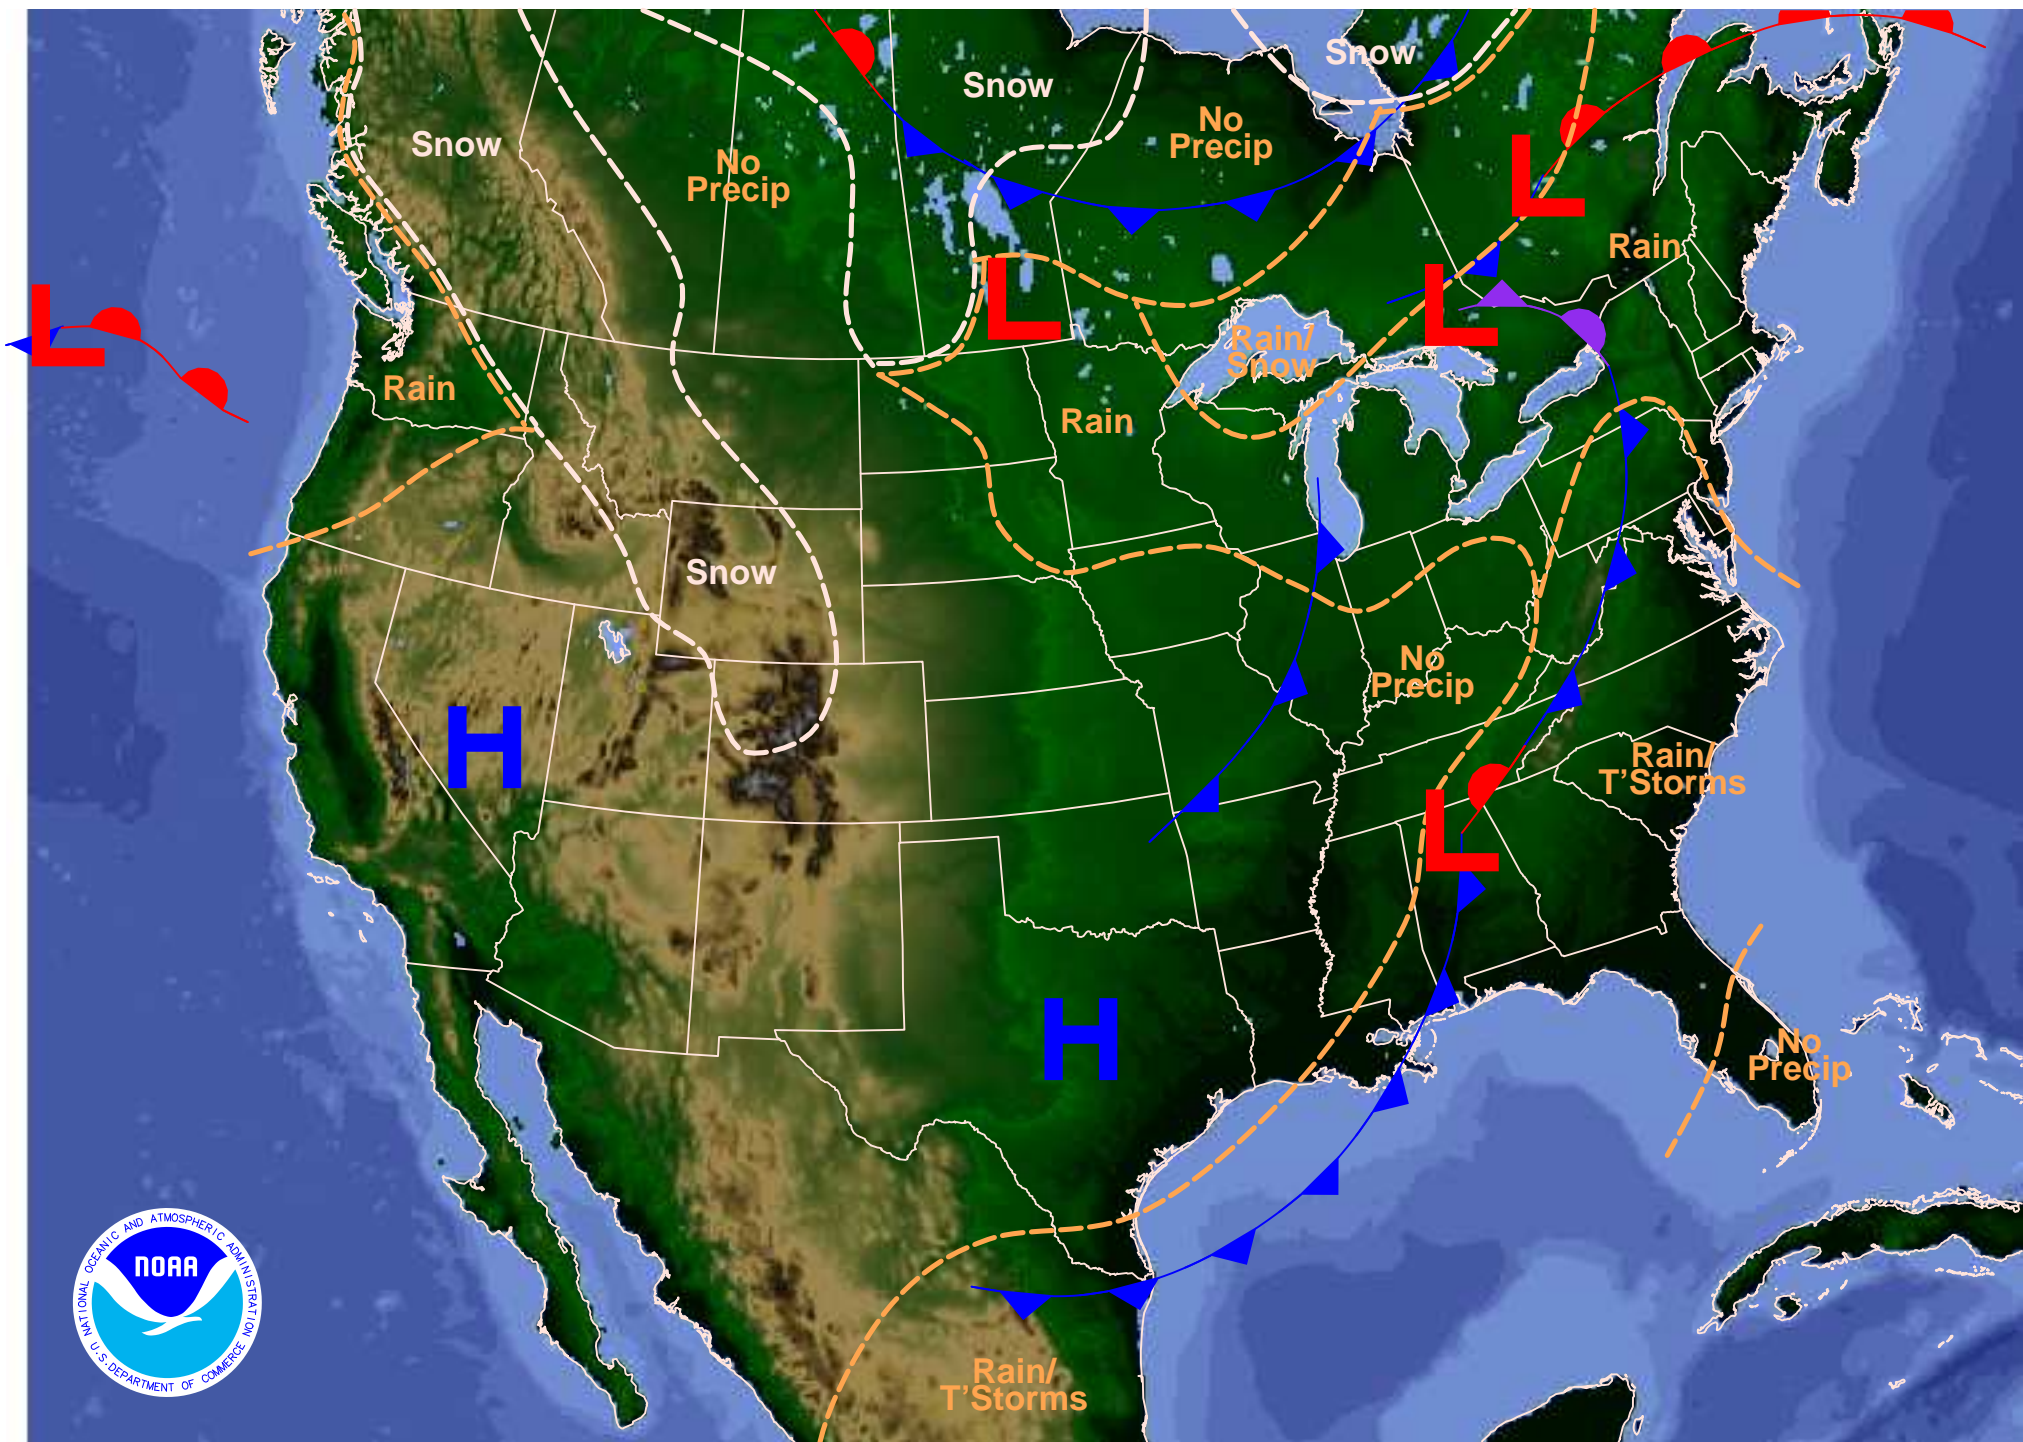 Snow
Snow
Snow
No
Precip
No
Precip
L
Rain
L
L
L
Rain/
Snow
Rain
Rain
Snow
No
Precip
H
Rain/
T'Storms
L
H
No
Precip
NATIONAL OCEANIC AND ATMOSPHERIC ADMINISTRATION
NOAA
U.S. DEPARTMENT OF COMMERCE
Rain/
T'Storms